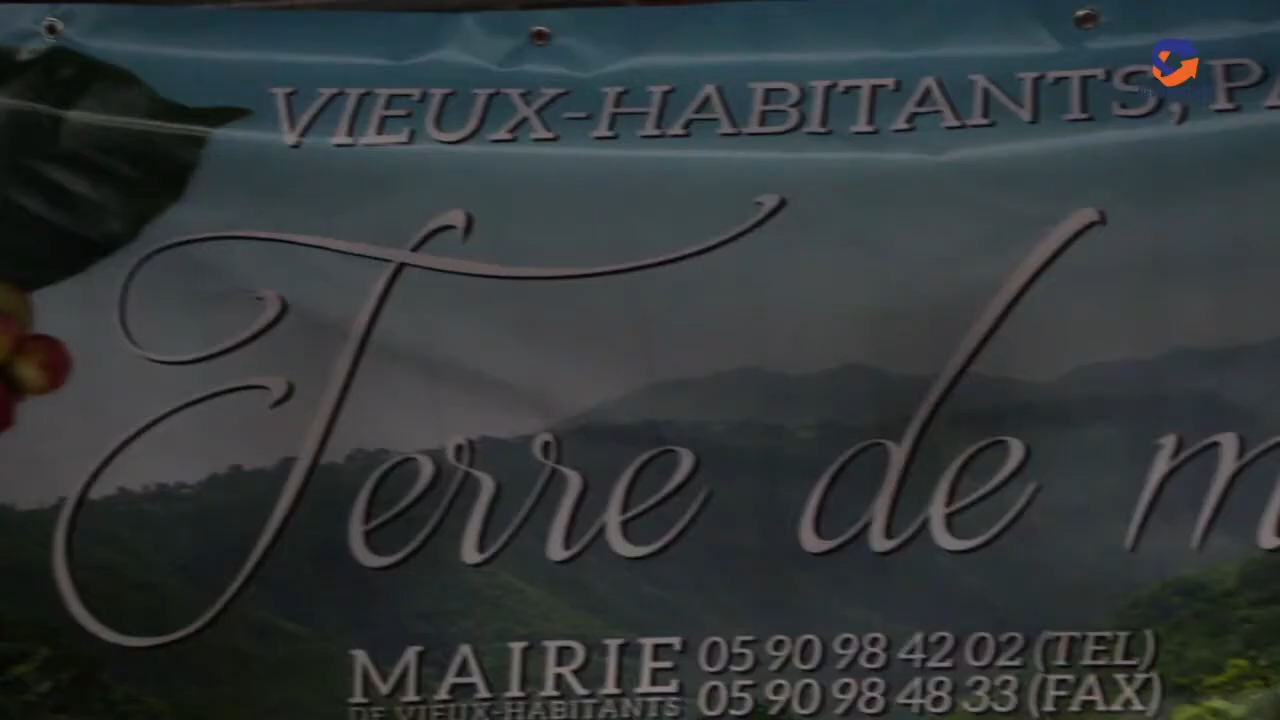 VIEUX-HABITANTS, PA
Terre de m
MAIRIE 05 90 98 42 02 (TEL)
DE VIEUX-HABITANTS 05 90 98 48 33 (FAX)